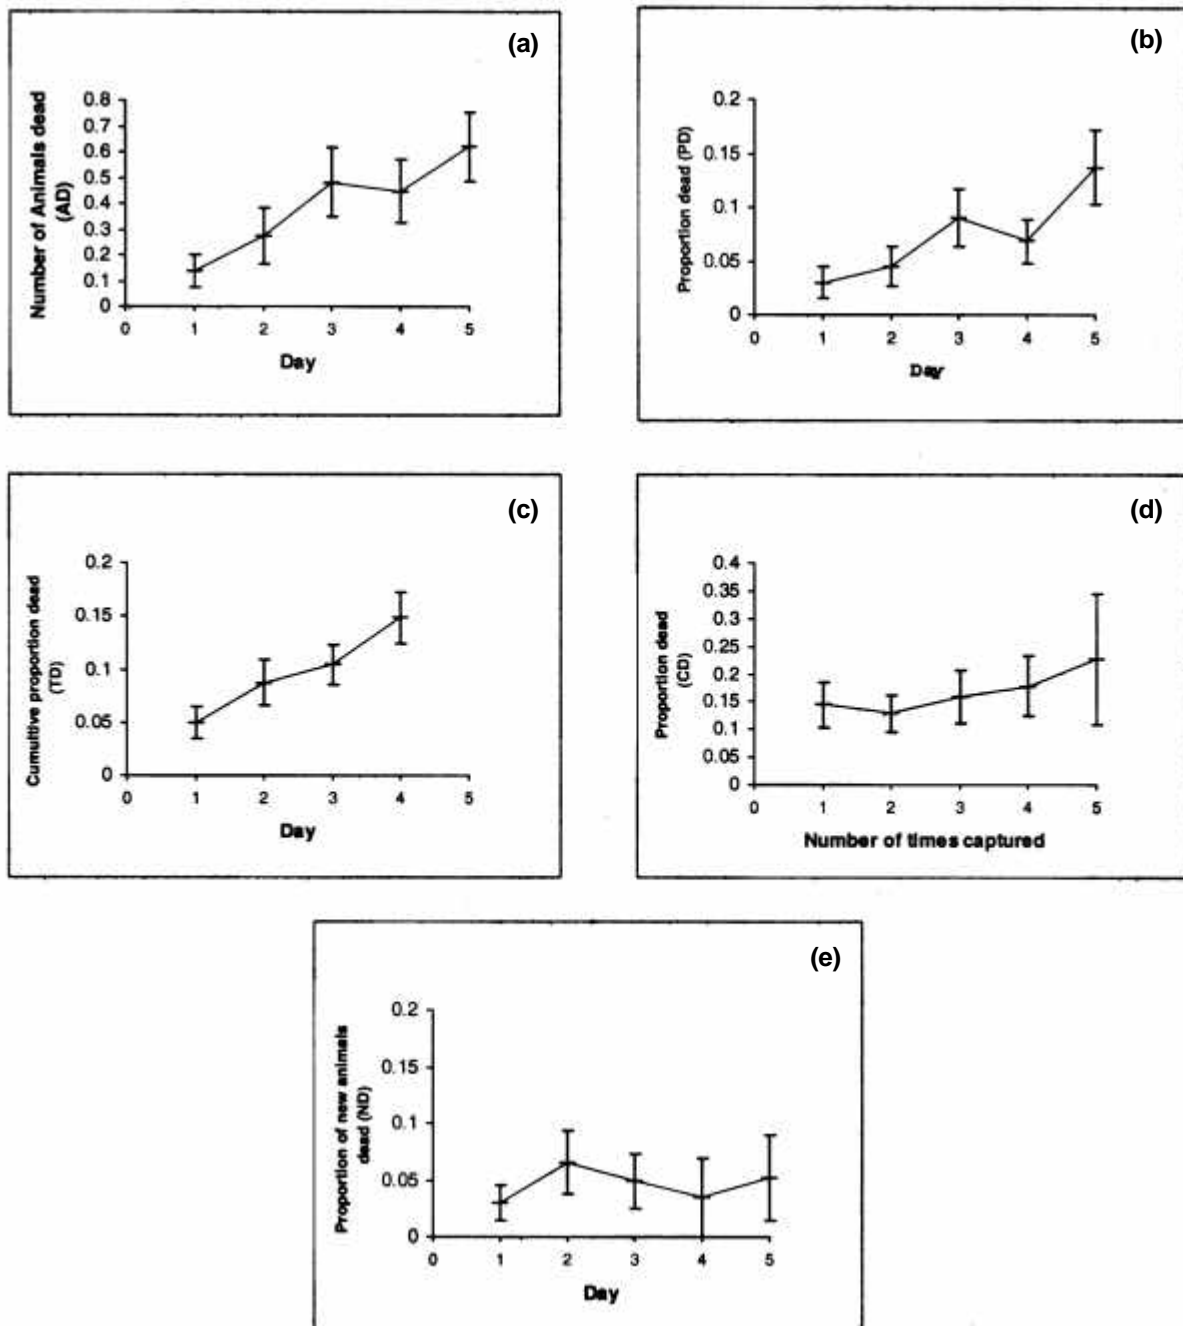 (a)
Number of Animals dead
(AD)
0.8
0.7
0.6
0.5
0.4
0.3
0.2
0.1
0
0 1 2 3 4 5
Day
(b)
Proportion dead (PD)
0.2
0.15
0.1
0.05
0
0 1 2 3 4 5
Day
(c)
Cumultive proportion dead
(TD)
0.2
0.15
0.1
0.05
0
0 1 2 3 4 5
Day
(d)
Proportion dead
(CD)
0.4
0.35
0.3
0.25
0.2
0.15
0.1
0.05
0
0 1 2 3 4 5
Number of times captured
(e)
Proportion of new animals
dead (ND)
0.2
0.15
0.1
0.05
0
0 1 2 3 4 5
Day